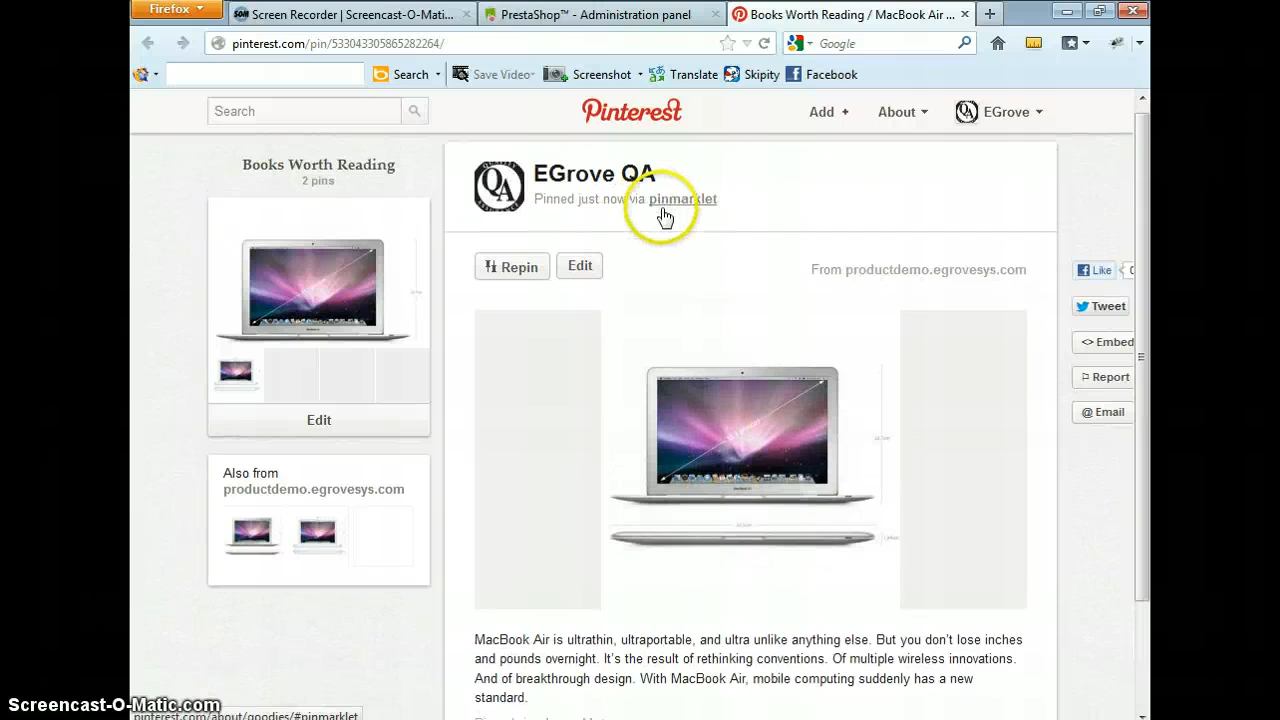 Firefox
Screen Recorder | Screencast-O-Mati...
PrestaShop™ - Administration panel
Books Worth Reading / MacBook Air ...
pinterest.com/pin/533043305865282264/
Google
Search
Save Video
Screenshot
Translate
Skipity
Facebook
Search
Pinterest
Add +
About
QA
EGrove
Books Worth Reading
2 pins
Edit
Also from
productdemo.egrovesys.com
QA
EGrove QA
Pinned just now via pinmarklet
Repin
Edit
From productdemo.egrovesys.com
MacBook Air is ultrathin, ultraportable, and ultra unlike anything else. But you don't lose inches
and pounds overnight. It's the result of rethinking conventions. Of multiple wireless innovations.
And of breakthrough design. With MacBook Air, mobile computing suddenly has a new
standard.
Like
Tweet
<> Embed
Report
@ Email
Screencast-O-Matic.com
pinterest.com/about/goodies/#pinmarklet